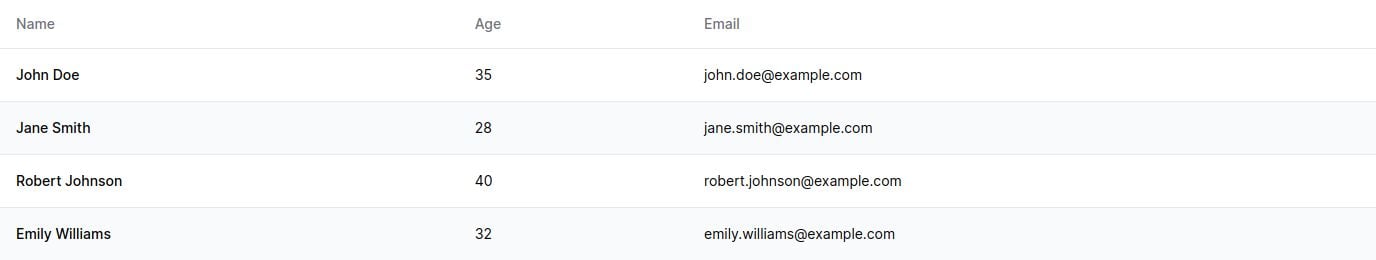 Name Age Email
John Doe 35 john.doe@example.com
Jane Smith 28 jane.smith@example.com
Robert Johnson 40 robert.johnson@example.com
Emily Williams 32 emily.williams@example.com